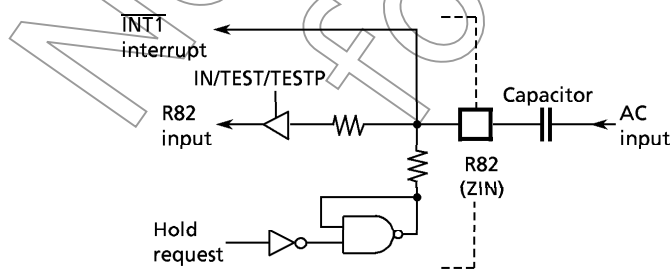 INT1
interrupt
IN/TEST/TESTP
R82
input
Capacitor
AC
input
R82
(ZIN)
Hold
request